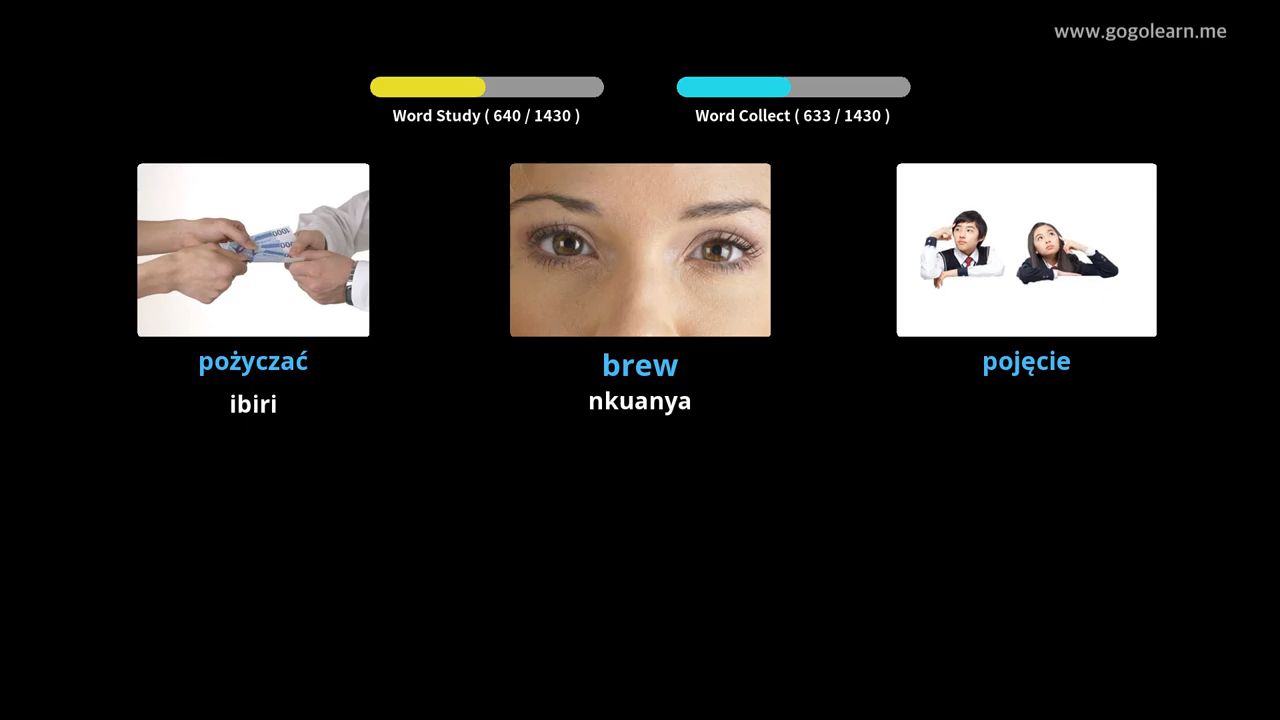 www.gogolearn.me
Word Study ( 640 / 1430 )
Word Collect ( 633 / 1430 )
pożyczać
ibiri
brew
nkuanya
pojęcie